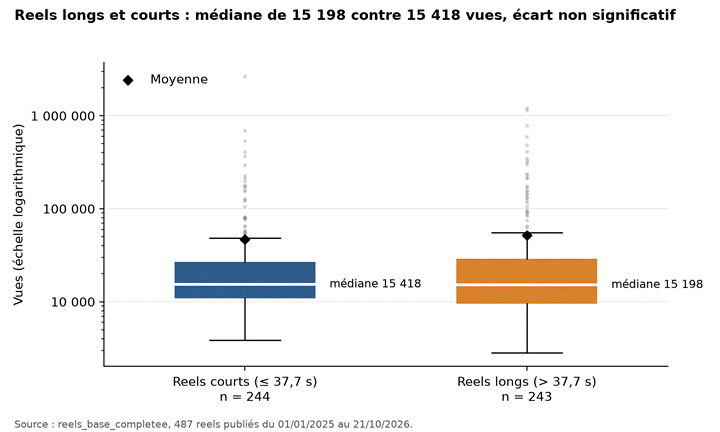 Reels longs et courts : médiane de 15 198 contre 15 418 vues, écart non significatif
Moyenne
Vues (échelle logarithmique)
1 000 000
100 000
10 000
médiane 15 418
médiane 15 198
Reels courts (≤ 37,7 s)
n = 244
Reels longs (> 37,7 s)
n = 243
Source : reels_base_completee, 487 reels publiés du 01/01/2025 au 21/10/2026.